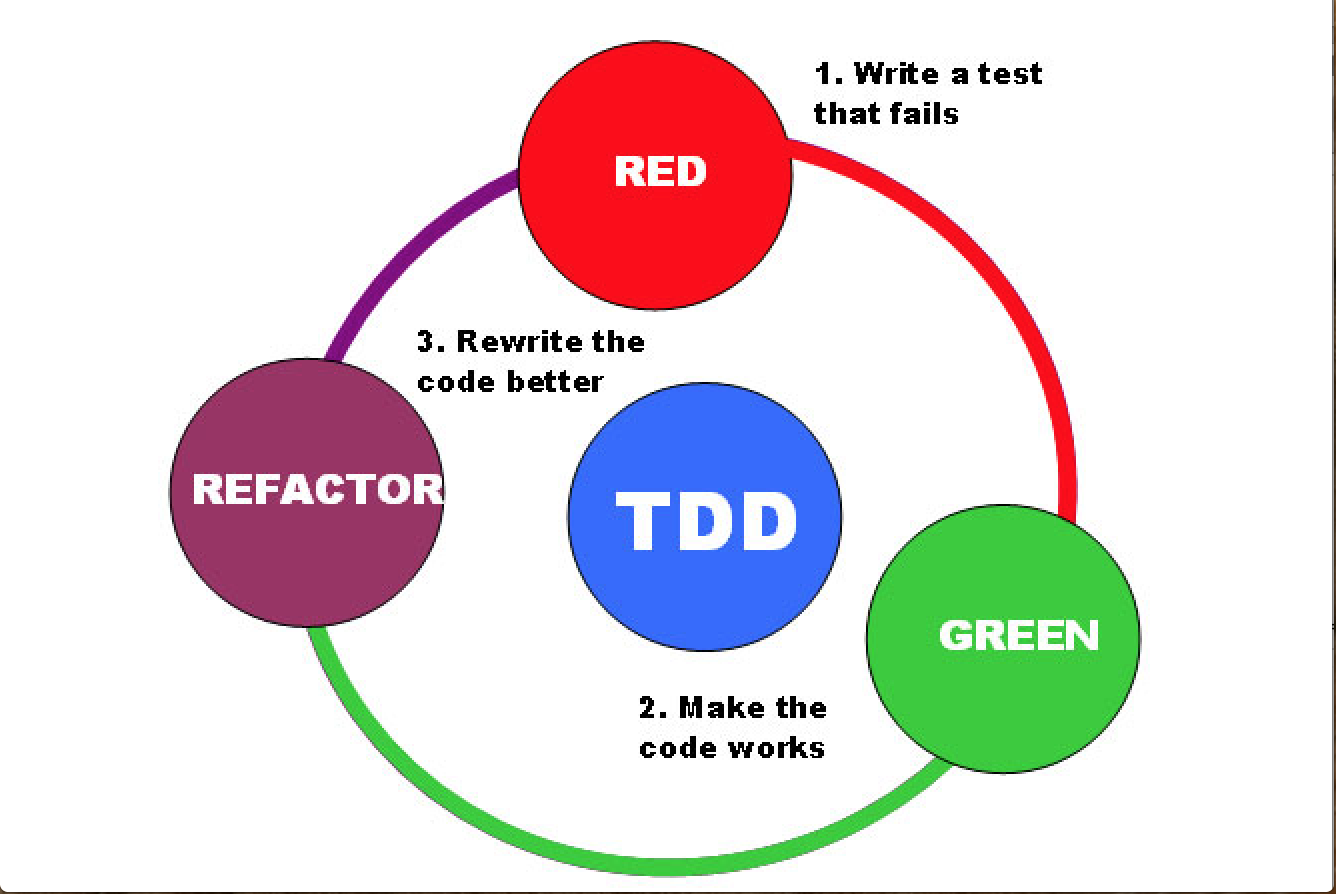 RED
1. Write a test
that fails
3. Rewrite the
code better
REFACTOR
TDD
GREEN
2. Make the
code works